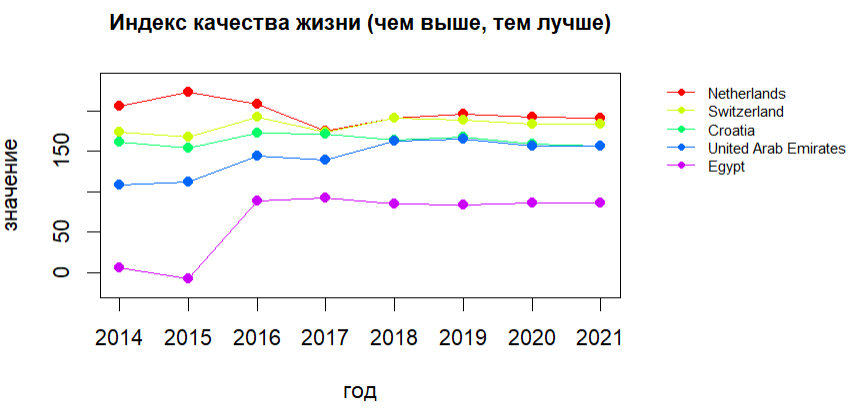 Индекс качества жизни (чем выше, тем лучше)
значение
150
50
0
2014 2015 2016 2017 2018 2019 2020 2021
год
Netherlands
Switzerland
Croatia
United Arab Emirates
Egypt